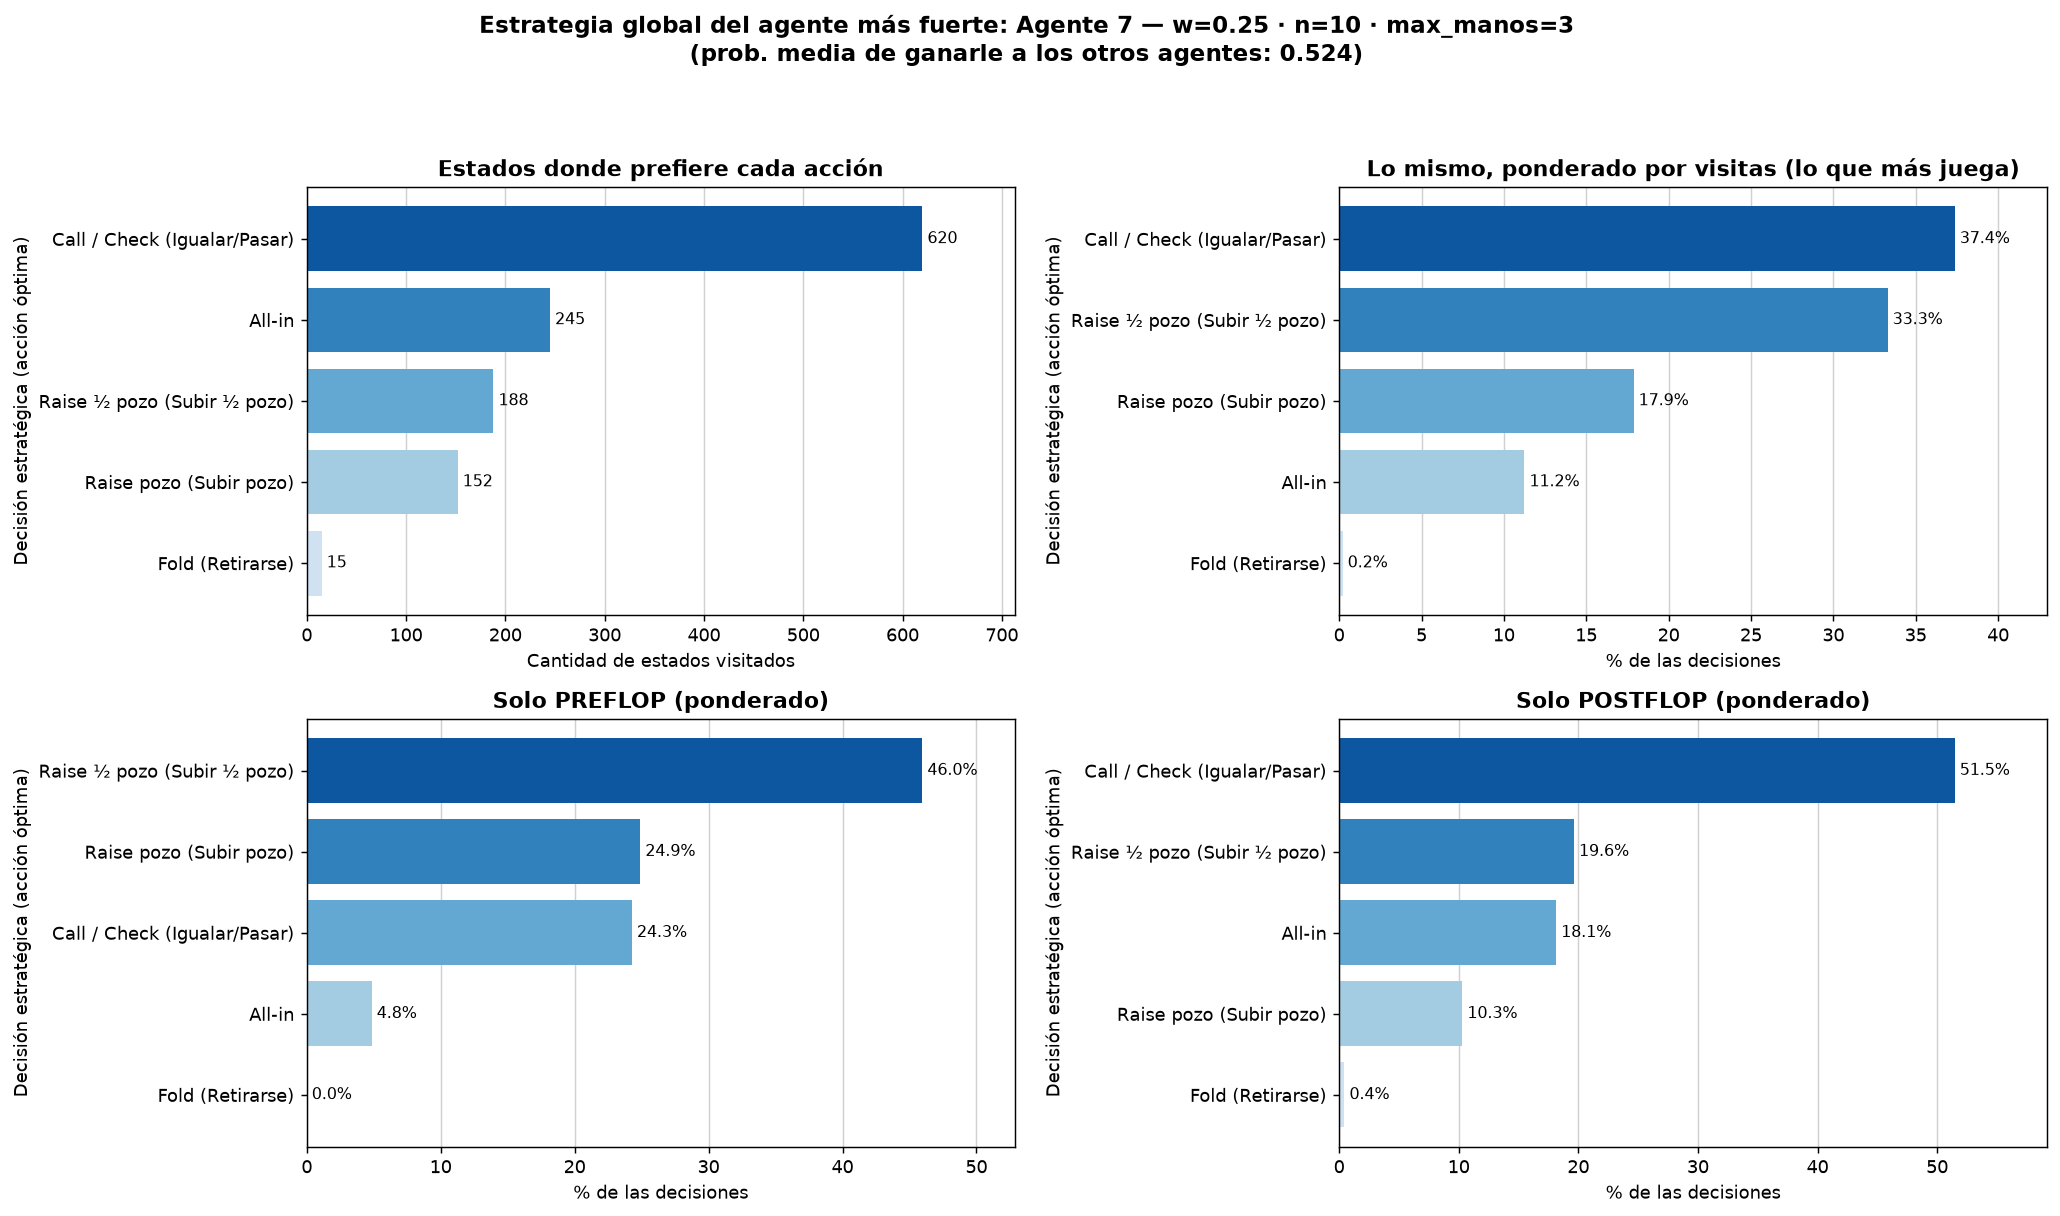 Estrategia global del agente más fuerte: Agente 7 — w=0.25 · n=10 · max_manos=3
(prob. media de ganarle a los otros agentes: 0.524)
Estados donde prefiere cada acción
Decisión estratégica (acción óptima)
Call / Check (Igualar/Pasar)
620
All-in
245
Raise ½ pozo (Subir ½ pozo)
188
Raise pozo (Subir pozo)
152
Fold (Retirarse)
15
0 100 200 300 400 500 600 700
Cantidad de estados visitados
Lo mismo, ponderado por visitas (lo que más juega)
Decisión estratégica (acción óptima)
Call / Check (Igualar/Pasar)
37.4%
Raise ½ pozo (Subir ½ pozo)
33.3%
Raise pozo (Subir pozo)
17.9%
All-in
11.2%
Fold (Retirarse)
0.2%
0 5 10 15 20 25 30 35 40
% de las decisiones
Solo PREFLOP (ponderado)
Decisión estratégica (acción óptima)
Raise ½ pozo (Subir ½ pozo)
46.0%
Raise pozo (Subir pozo)
24.9%
Call / Check (Igualar/Pasar)
24.3%
All-in
4.8%
Fold (Retirarse)
0.0%
0 10 20 30 40 50
% de las decisiones
Solo POSTFLOP (ponderado)
Decisión estratégica (acción óptima)
Call / Check (Igualar/Pasar)
51.5%
Raise ½ pozo (Subir ½ pozo)
19.6%
All-in
18.1%
Raise pozo (Subir pozo)
10.3%
Fold (Retirarse)
0.4%
0 10 20 30 40 50
% de las decisiones